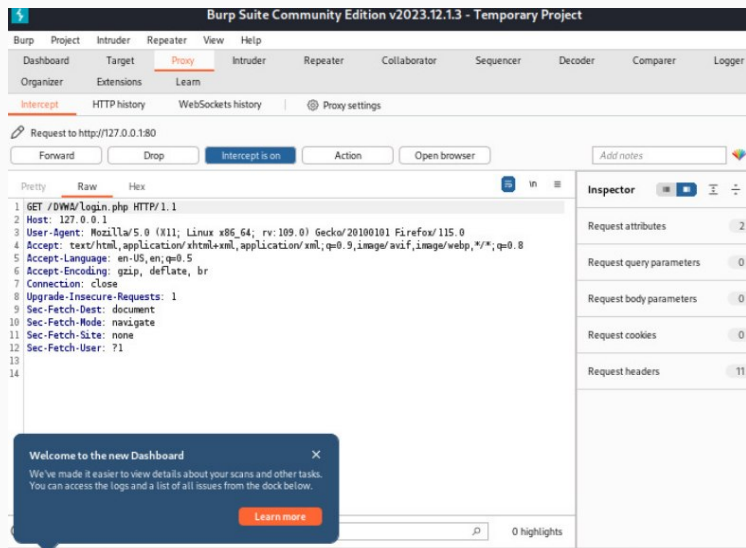 Burp Suite Community Edition v2023.12.1.3 - Temporary Project
Burp Project Intruder Repeater View Help
Dashboard Target Proxy Intruder Repeater Collaborator Sequencer Decoder Comparer Logger
Organizer Extensions Learn
Intercept HTTP history WebSockets history Proxy settings
Request to http://127.0.0.1:80
Forward Drop Intercept is on Action Open browser Add notes
Pretty Raw Hex \n Inspector
1 GET /DVWA/login.php HTTP/1.1
2 Host: 127.0.0.1
3 User-Agent: Mozilla/5.0 (X11; Linux x86_64; rv:109.0) Gecko/20100101 Firefox/115.0
4 Accept: text/html,application/xhtml+xml,application/xml;q=0.9,image/avif,image/webp,*/*;q=0.8
5 Accept-Language: en-US,en;q=0.5
6 Accept-Encoding: gzip, deflate, br
7 Connection: close
8 Upgrade-Insecure-Requests: 1
9 Sec-Fetch-Dest: document
10 Sec-Fetch-Mode: navigate
11 Sec-Fetch-Site: none
12 Sec-Fetch-User: ?1
13
14
Request attributes 2
Request query parameters 0
Request body parameters 0
Request cookies 0
Request headers 11
Welcome to the new Dashboard
We've made it easier to view details about your scans and other tasks.
You can access the logs and a list of all issues from the dock below.
Learn more
0 highlights